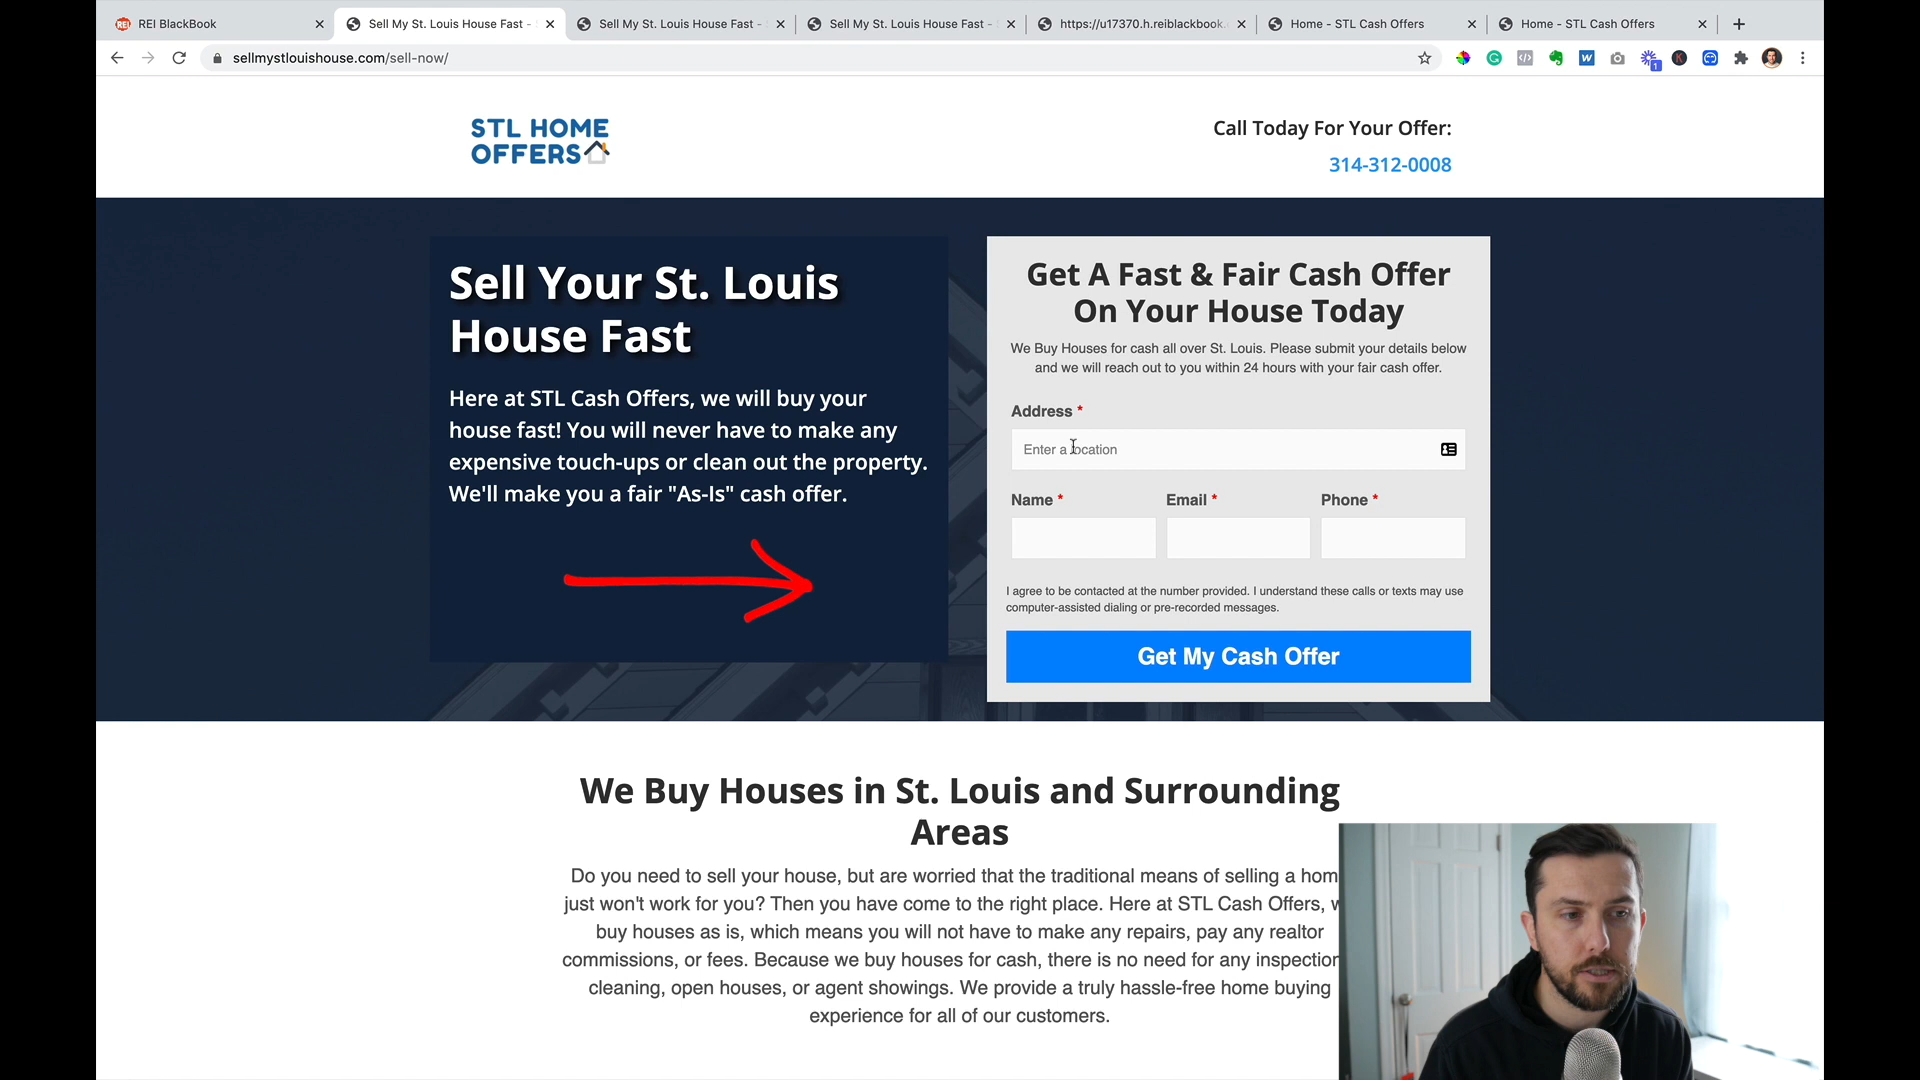 REI BlackBook
Sell My St. Louis House Fast -
Sell My St. Louis House Fast -
Sell My St. Louis House Fast -
https://u17370.h.reiblackbook.
Home - STL Cash Offers
Home - STL Cash Offers
sellmystlouishouse.com/sell-now/
STL HOME
OFFERS
Call Today For Your Offer:
314-312-0008
Sell Your St. Louis
House Fast
Here at STL Cash Offers, we will buy your
house fast! You will never have to make any
expensive touch-ups or clean out the property.
We'll make you a fair "As-Is" cash offer.
Get A Fast & Fair Cash Offer
On Your House Today
We Buy Houses for cash all over St. Louis. Please submit your details below
and we will reach out to you within 24 hours with your fair cash offer.
Address *
Enter a location
Name * Email * Phone *
I agree to be contacted at the number provided. I understand these calls or texts may use
computer-assisted dialing or pre-recorded messages.
Get My Cash Offer
We Buy Houses in St. Louis and Surrounding
Areas
Do you need to sell your house, but are worried that the traditional means of selling a hom
just won't work for you? Then you have come to the right place. Here at STL Cash Offers, w
buy houses as is, which means you will not have to make any repairs, pay any realtor
commissions, or fees. Because we buy houses for cash, there is no need for any inspection
cleaning, open houses, or agent showings. We provide a truly hassle-free home buying
experience for all of our customers.